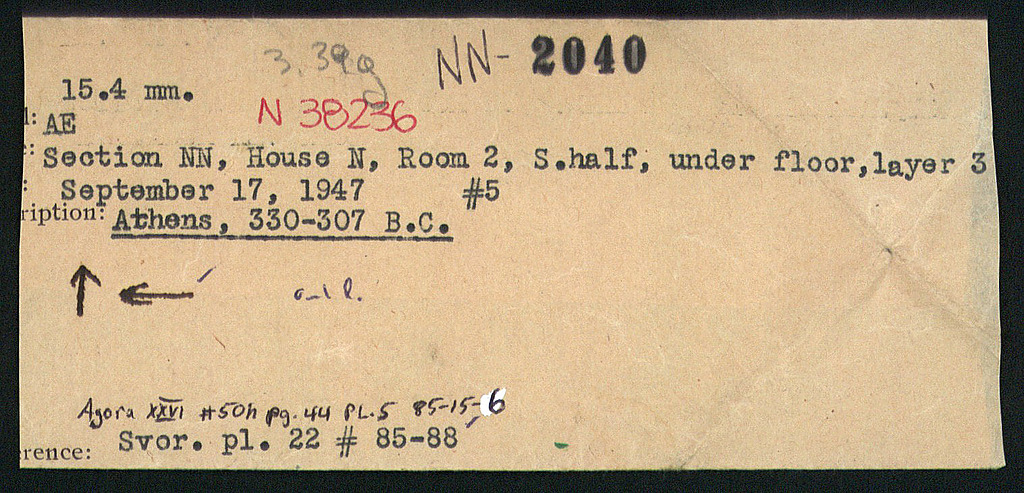 3.39g NN- 2040
15.4 mm.
l: AE N 38236
: Section NN, House N, Room 2, S.half, under floor, layer 3
: September 17, 1947 #5
ription: Athens, 330-307 B.C.
↑ ←
Agora XXVI #50h pg. 44 PL.5 85-15-6
rence: Svor. pl. 22 # 85-88